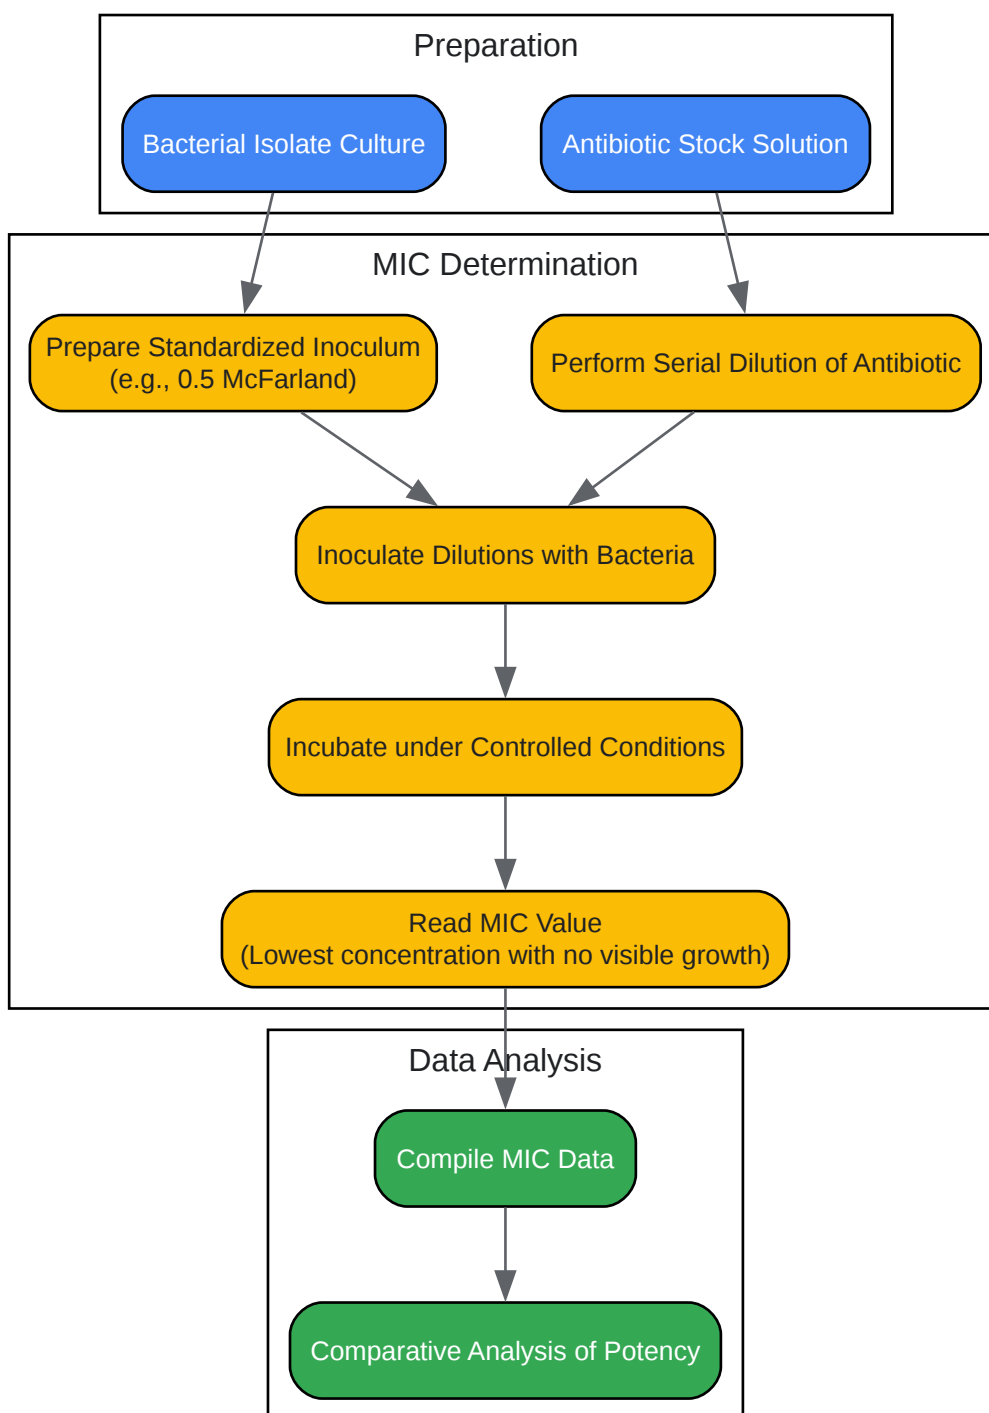 Preparation
Bacterial Isolate Culture
Antibiotic Stock Solution
MIC Determination
Prepare Standardized Inoculum
(e.g., 0.5 McFarland)
Perform Serial Dilution of Antibiotic
Inoculate Dilutions with Bacteria
Incubate under Controlled Conditions
Read MIC Value
(Lowest concentration with no visible growth)
Data Analysis
Compile MIC Data
Comparative Analysis of Potency